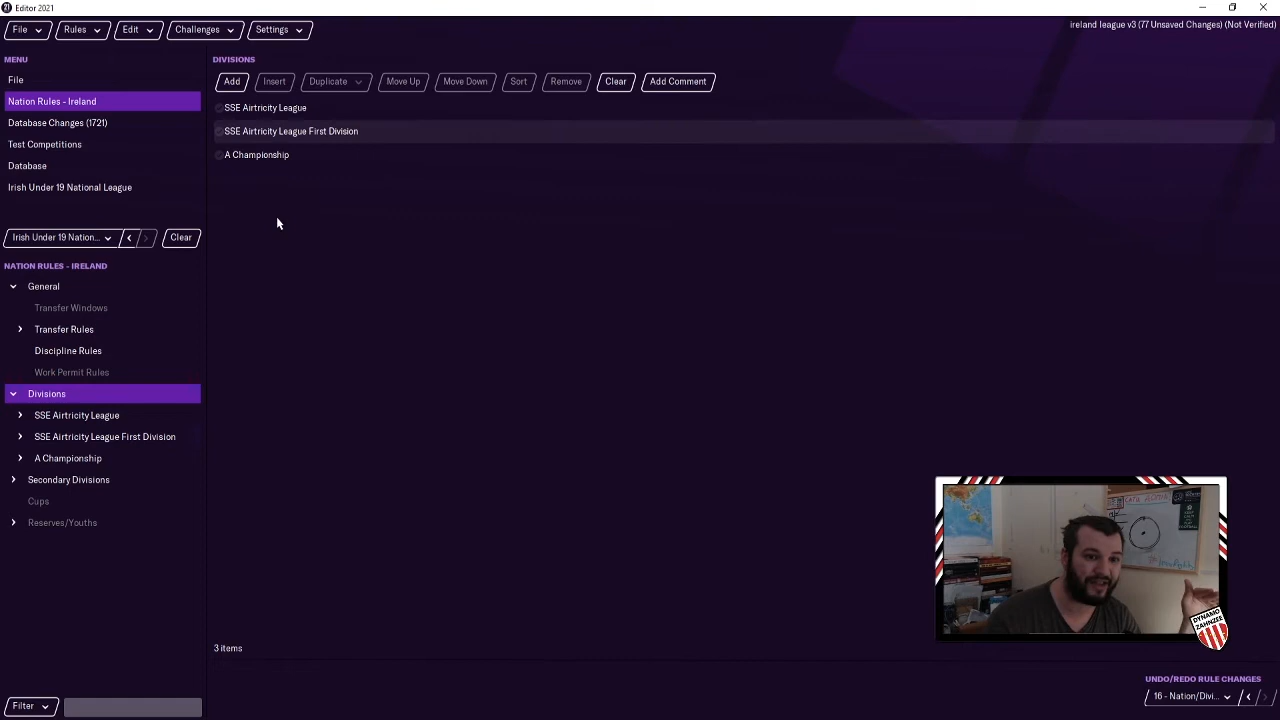 Editor 2021
File
Rules
Edit
Challenges
Settings
ireland league v3 (77 Unsaved Changes) (Not Verified)
MENU
File
Nation Rules - Ireland
Database Changes (1721)
Test Competitions
Database
Irish Under 19 National League
Irish Under 19 Nation...
Clear
NATION RULES - IRELAND
General
Transfer Windows
Transfer Rules
Discipline Rules
Work Permit Rules
Divisions
SSE Airtricity League
SSE Airtricity League First Division
A Championship
Secondary Divisions
Cups
Reserves/Youths
Filter
DIVISIONS
Add
Insert
Duplicate
Move Up
Move Down
Sort
Remove
Clear
Add Comment
SSE Airtricity League
SSE Airtricity League First Division
A Championship
3 items
DYNAMO
ZAHNZEE
UNDO/REDO RULE CHANGES
16 - Nation/Divi...